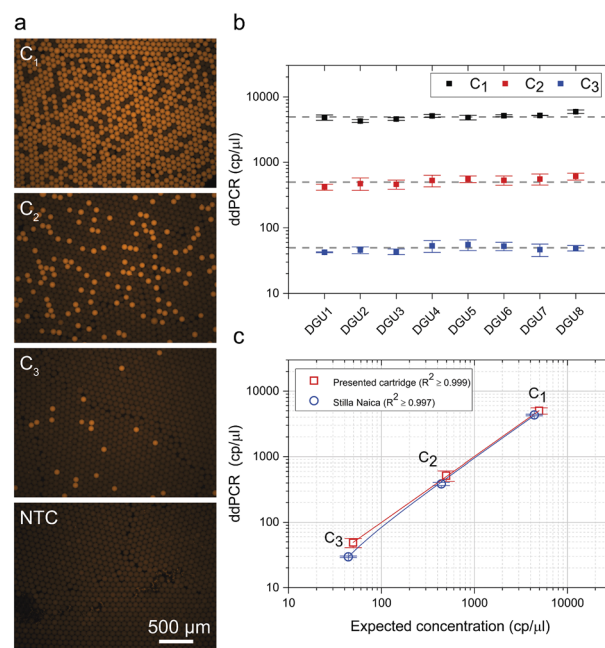 a
C₁
C₂
C₃
NTC
500 µm
b
C₁ C₂ C₃
ddPCR (cp/µl)
10000
1000
100
10
DGU1 DGU2 DGU3 DGU4 DGU5 DGU6 DGU7 DGU8
c
Presented cartridge (R² ≥ 0.999)
Stilla Naica (R² ≥ 0.997)
C₁
C₂
C₃
ddPCR (cp/µl)
10000
1000
100
10
10 100 1000 10000
Expected concentration (cp/µl)